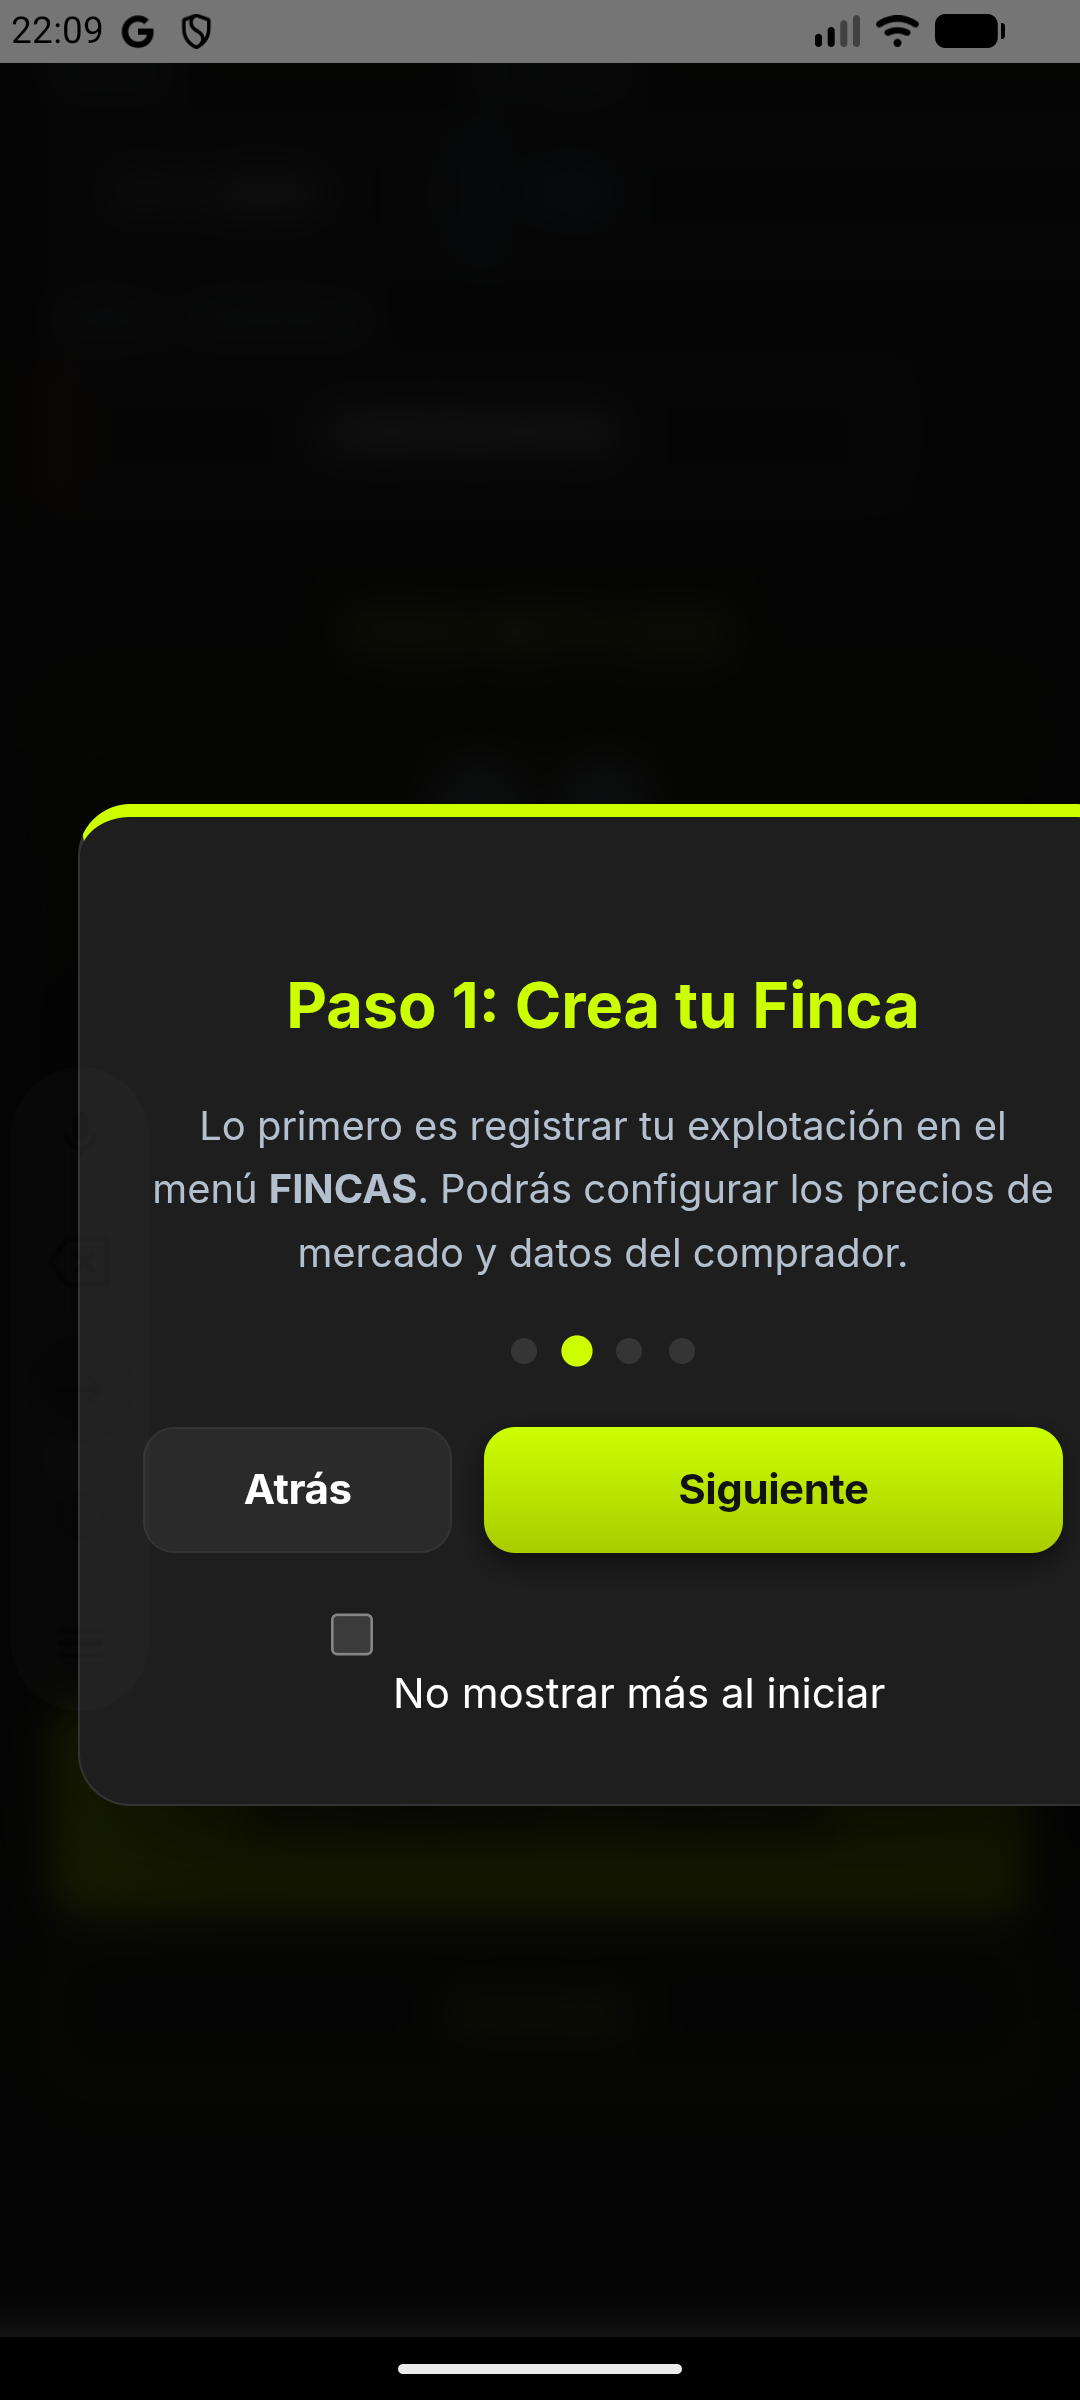 22:09
Paso 1: Crea tu Finca
Lo primero es registrar tu explotación en el
menú FINCAS. Podrás configurar los precios de
mercado y datos del comprador.
Atrás
Siguiente
No mostrar más al iniciar